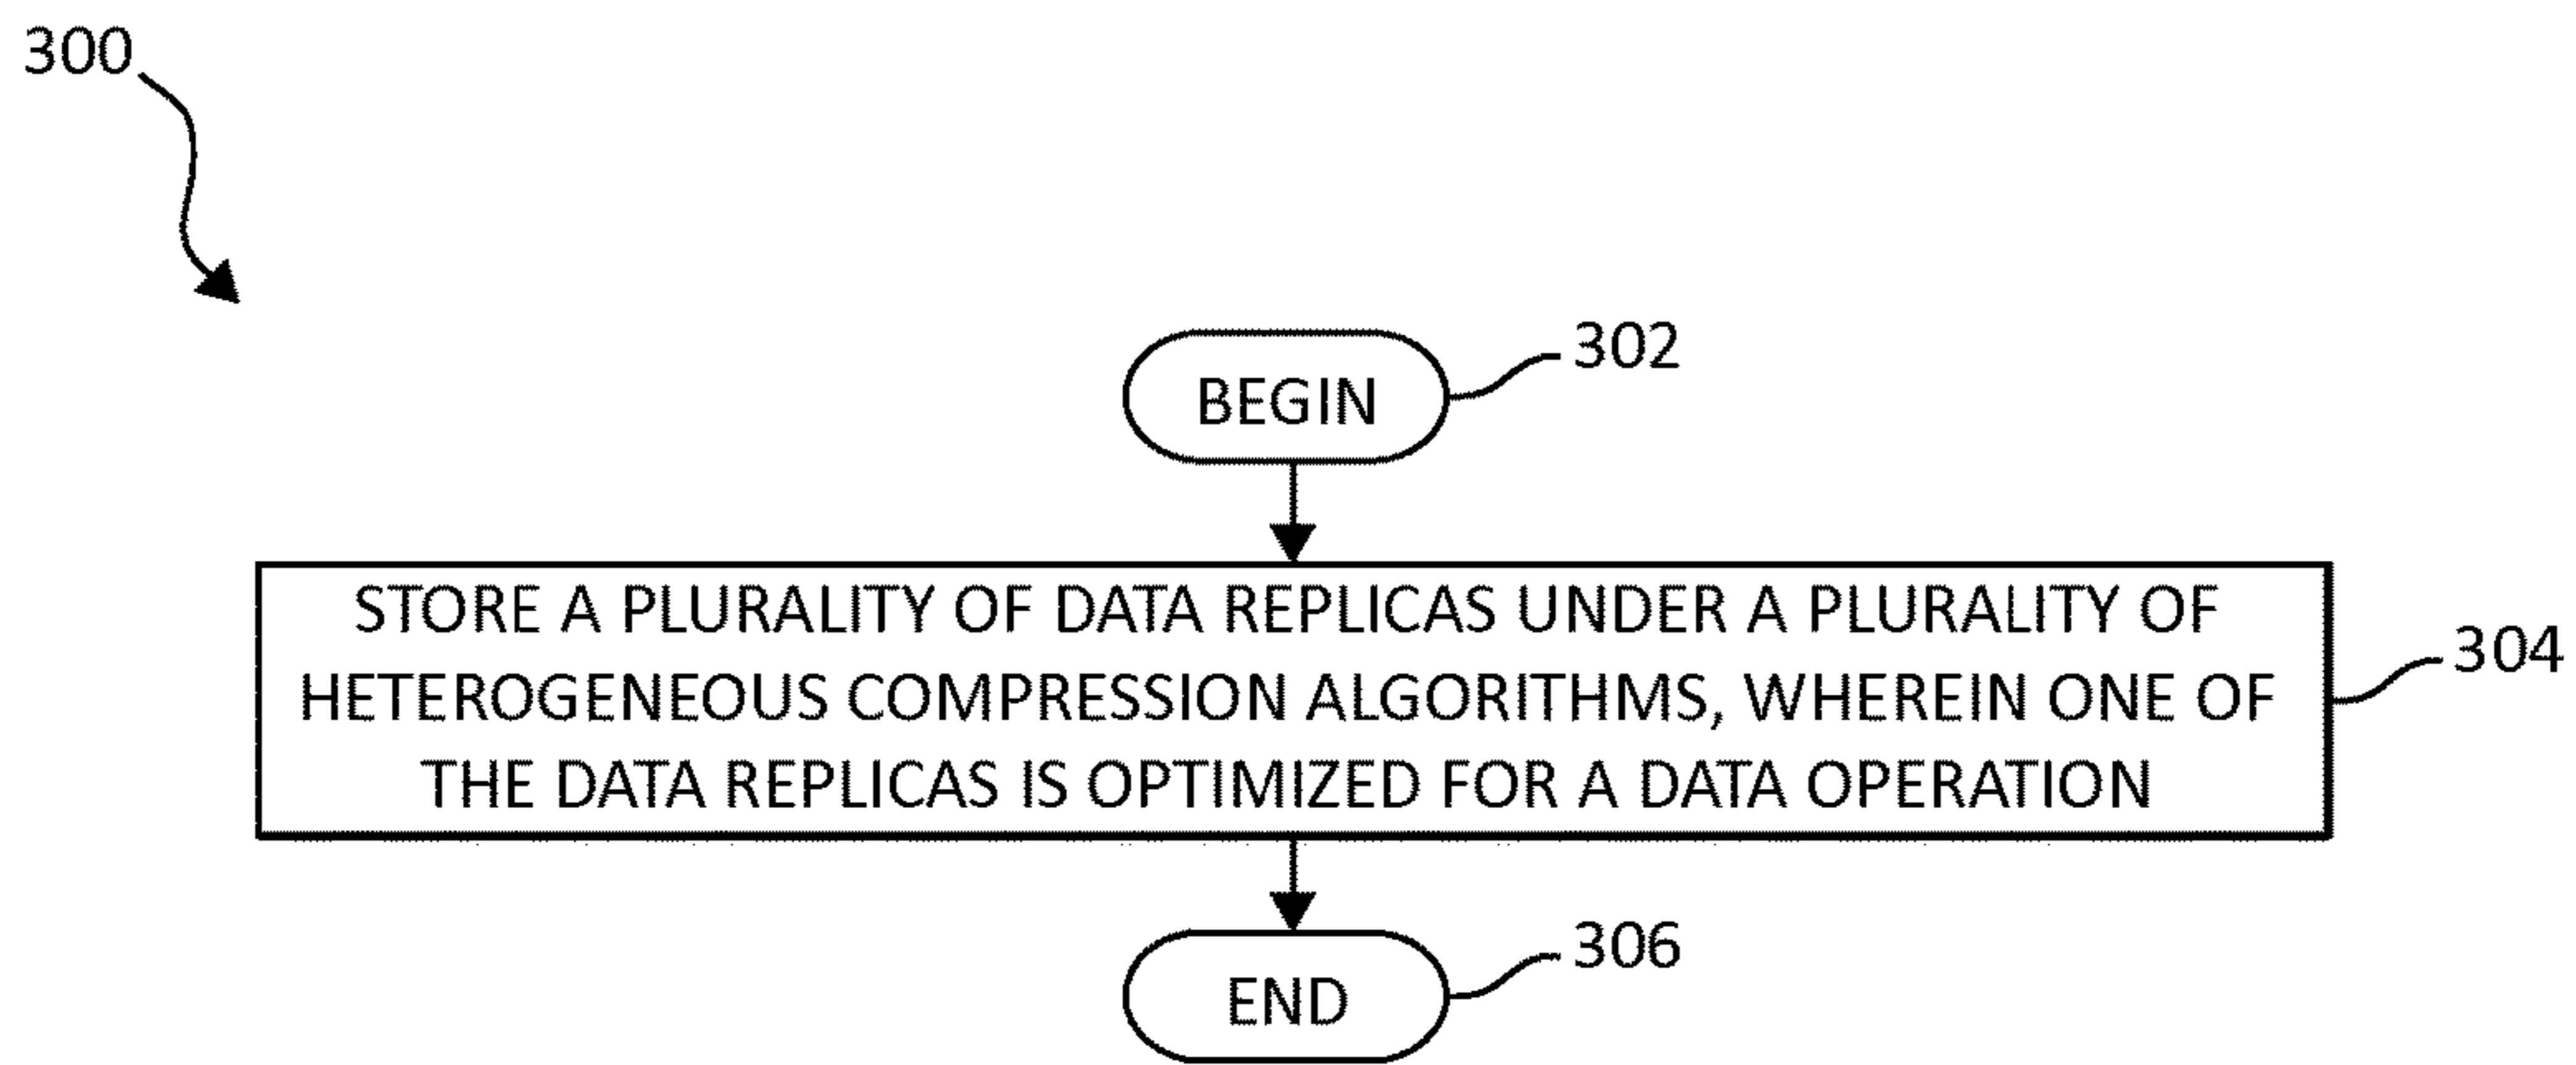 300
302
BEGIN
STORE A PLURALITY OF DATA REPLICAS UNDER A PLURALITY OF
HETEROGENEOUS COMPRESSION ALGORITHMS, WHEREIN ONE OF
THE DATA REPLICAS IS OPTIMIZED FOR A DATA OPERATION
304
306
END